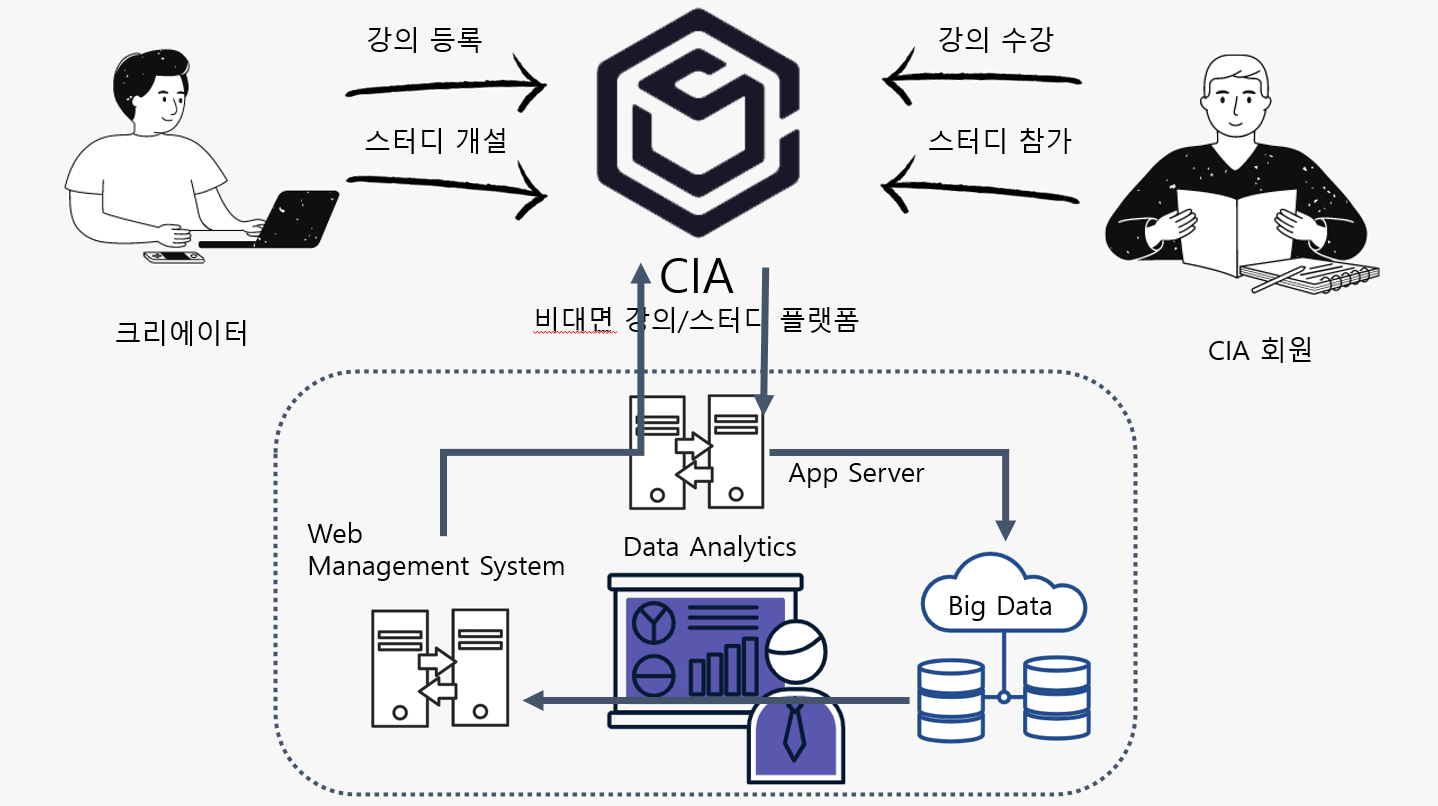 강의 등록
강의 수강
스터디 개설
스터디 참가
CIA
비대면 강의/스터디 플랫폼
크리에이터
CIA 회원
App Server
Web
Management System
Data Analytics
Big Data